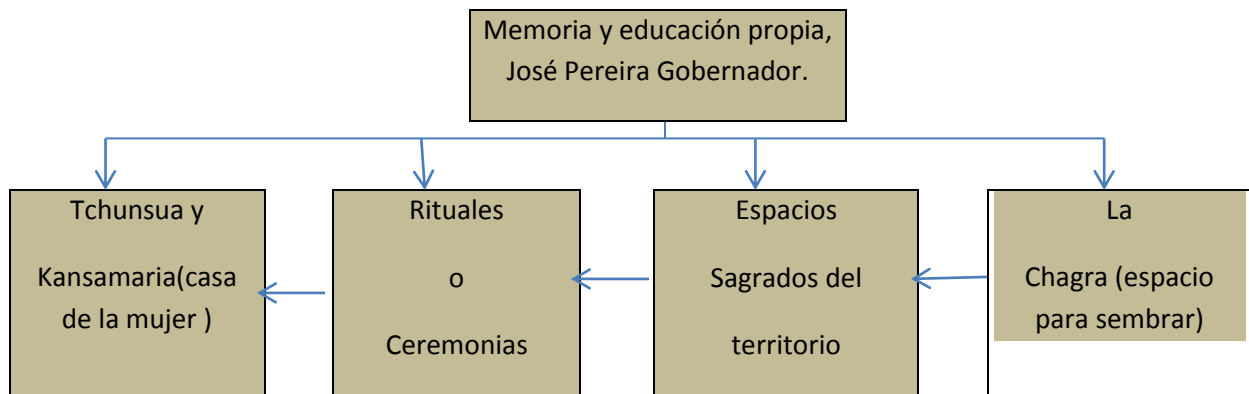 Memoria y educación propia,
José Pereira Gobernador.
Tchunsua y
Kansamaria(casa
de la mujer )
Rituales
o
Ceremonias
Espacios
Sagrados del
territorio
La
Chagra (espacio
para sembrar)